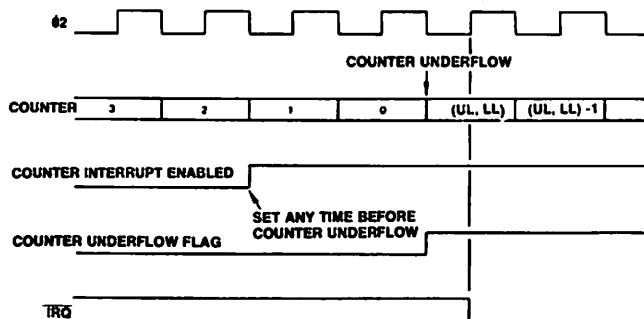 ϕ2
COUNTER UNDERFLOW
COUNTER 3 2 1 0 (UL, LL) (UL, LL) -1
COUNTER INTERRUPT ENABLED
SET ANY TIME BEFORE
COUNTER UNDERFLOW
COUNTER UNDERFLOW FLAG
IRQ